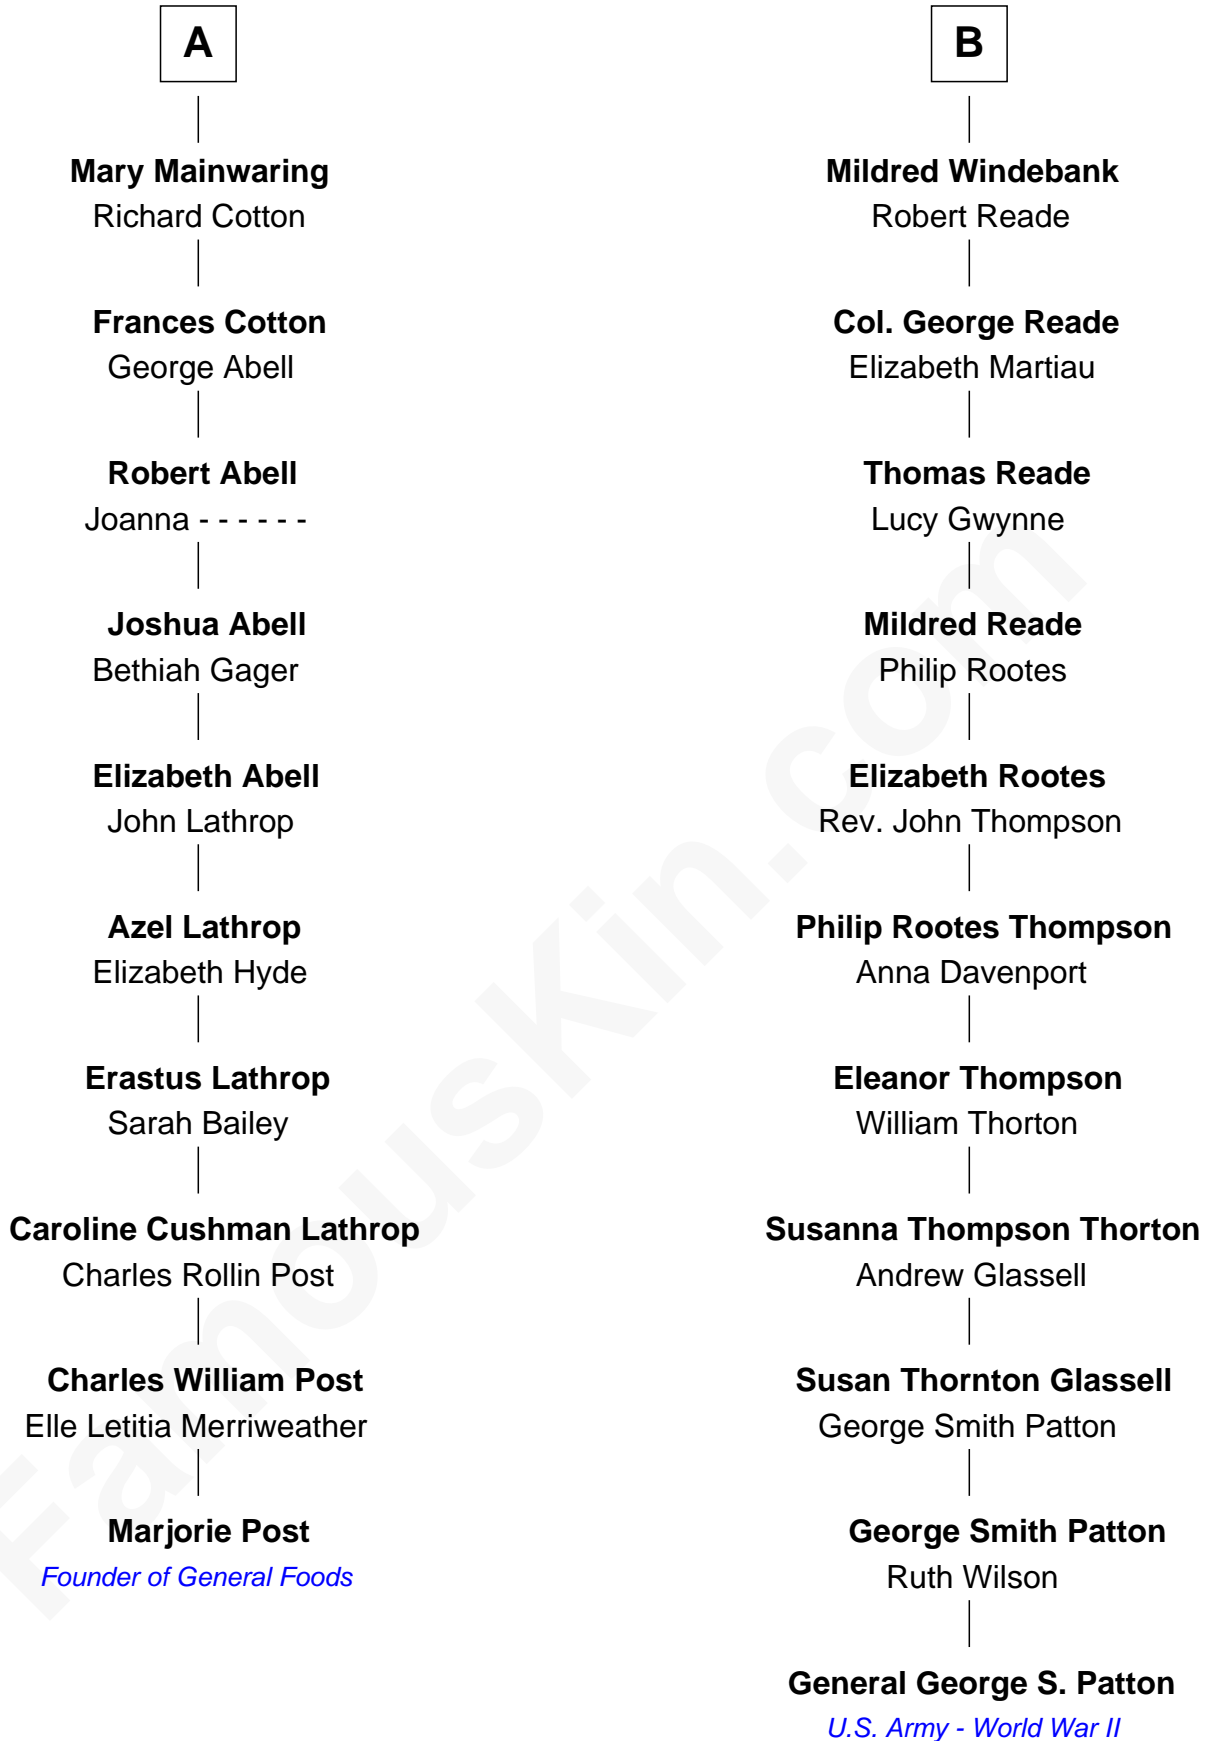 A
Mary Mainwaring
Richard Cotton
Frances Cotton
George Abell
Robert Abell
Joanna - - - - - -
Joshua Abell
Bethiah Gager
Elizabeth Abell
John Lathrop
Azel Lathrop
Elizabeth Hyde
Erastus Lathrop
Sarah Bailey
Caroline Cushman Lathrop
Charles Rollin Post
Charles William Post
Elle Letitia Merriweather
Marjorie Post
Founder of General Foods
B
Mildred Windebank
Robert Reade
Col. George Reade
Elizabeth Martiau
Thomas Reade
Lucy Gwynne
Mildred Reade
Philip Rootes
Elizabeth Rootes
Rev. John Thompson
Philip Rootes Thompson
Anna Davenport
Eleanor Thompson
William Thorton
Susanna Thompson Thorton
Andrew Glassell
Susan Thornton Glassell
George Smith Patton
George Smith Patton
Ruth Wilson
General George S. Patton
U.S. Army - World War II
FamousKin.com